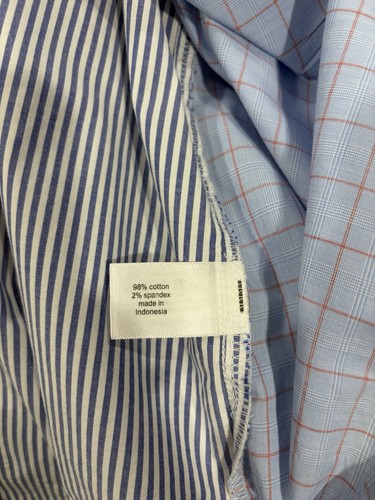 98% cotton
2% spandex
made in
Indonesia